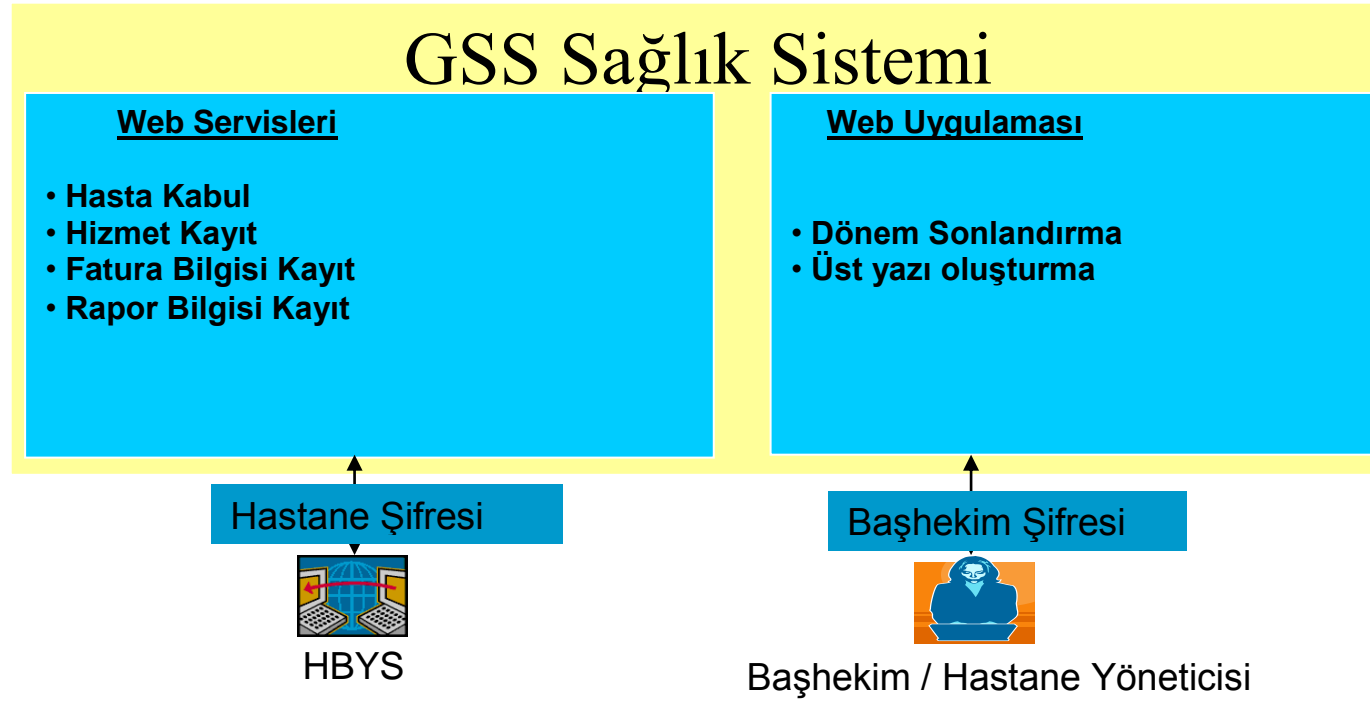 GSS Sağlık Sistemi
Web Servisleri
• Hasta Kabul
• Hizmet Kayıt
• Fatura Bilgisi Kayıt
• Rapor Bilgisi Kayıt
Web Uygulaması
• Dönem Sonlandırma
• Üst yazı oluşturma
Hastane Şifresi
HBYS
Başhekim Şifresi
Başhekim / Hastane Yöneticisi